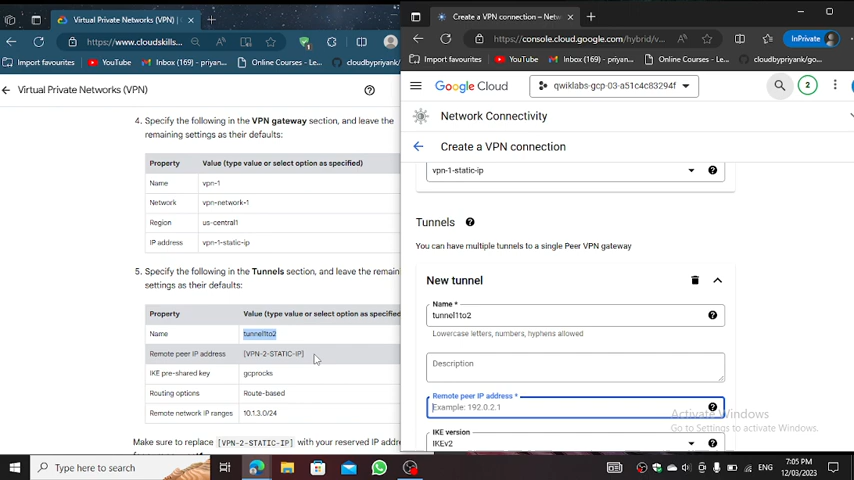 Virtual Private Networks (VPN)
https://www.cloudskills...
Import favourites
YouTube
Inbox (169) - priyan...
Online Courses - Le...
cloudbypriyank/
Virtual Private Networks (VPN)
4. Specify the following in the VPN gateway section, and leave the
remaining settings as their defaults:
Property Value (type value or select option as specified)
Name vpn-1
Network vpn-network-1
Region us-central1
IP address vpn-1-static-ip
5. Specify the following in the Tunnels section, and leave the remain
settings as their defaults:
Property Value (type value or select option as specified
Name tunnel1to2
Remote peer IP address [VPN-2-STATIC-IP]
IKE pre-shared key gcprocks
Routing options Route-based
Remote network IP ranges 10.1.3.0/24
Make sure to replace [VPN-2-STATIC-IP] with your reserved IP addre
Create a VPN connection – Netw
https://console.cloud.google.com/hybrid/v...
InPrivate
Import favourites
YouTube
Inbox (169) - priyan...
Online Courses - Le...
cloudbypriyank/go...
Google Cloud
qwiklabs-gcp-03-a51c4c83294f
2
Network Connectivity
Create a VPN connection
vpn-1-static-ip
Tunnels
You can have multiple tunnels to a single Peer VPN gateway
New tunnel
Name *
tunnel1to2
Lowercase letters, numbers, hyphens allowed
Description
Remote peer IP address *
Example: 192.0.2.1
IKE version
IKEv2
Activate Windows
Go to Settings to activate Windows.
Type here to search
ENG
7:05 PM
12/03/2023